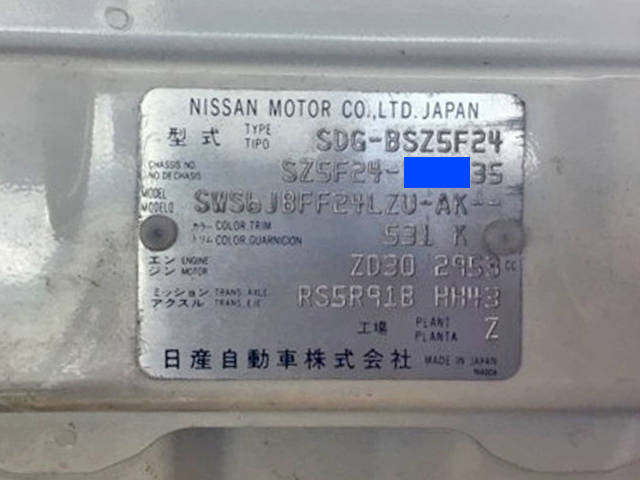 NISSAN MOTOR CO.,LTD. JAPAN
型式 TYPE TIPO SDG-BSZ5F24
CHASSIS NO. NO DE CHASIS SZ5F24- 35
MODEL MODELO SWS6J8FF24LZU-AK--
カラー COLOR, TRIM
トリム COLOR, GUARNICION 531 K
エンジン ENGINE MOTOR ZD30 2953 CC
ミッション TRANS. AXLE
アクスル TRANS. EJE RS5R91B HH43
工場 PLANT PLANTA Z
日産自動車株式会社 MADE IN JAPAN